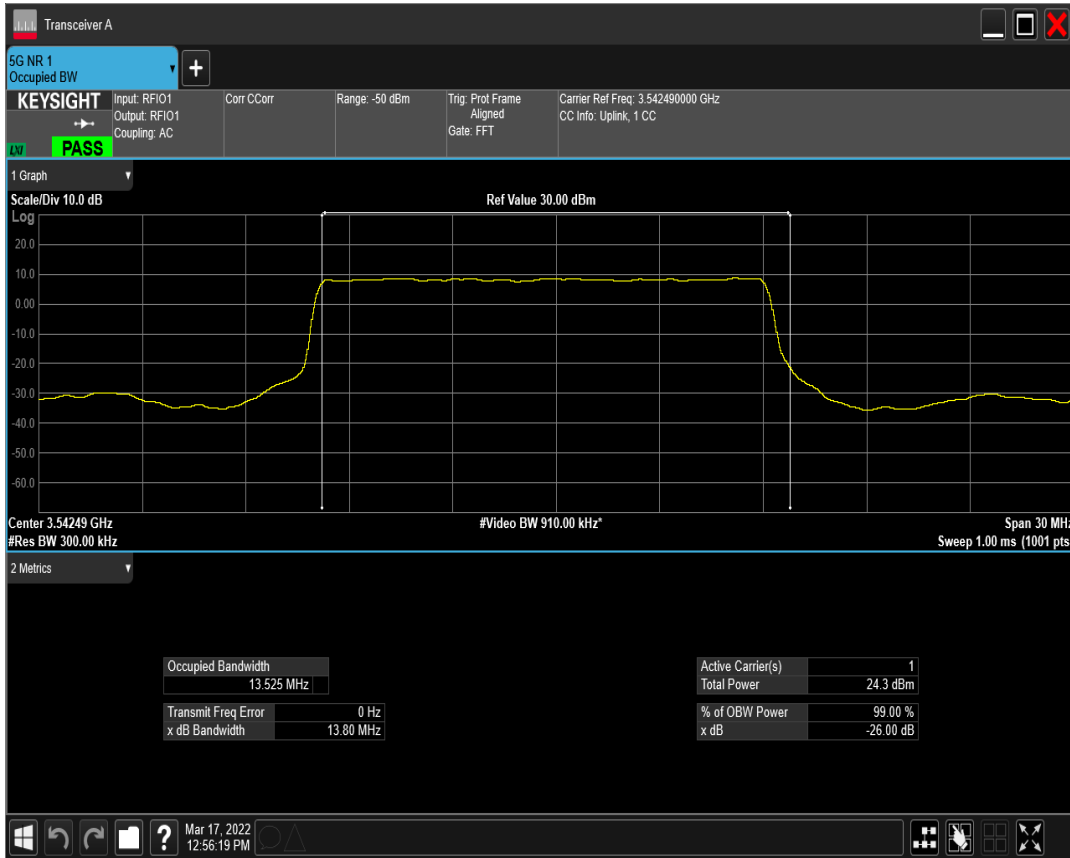 Transceiver A
5G NR 1
Occupied BW
KEYSIGHT
LXI
PASS
Input: RFIO1
Output: RFIO1
Coupling: AC
Corr CCorr
Range: -50 dBm
Trig: Prot Frame
Aligned
Gate: FFT
Carrier Ref Freq: 3.542490000 GHz
CC Info: Uplink, 1 CC
1 Graph
Scale/Div 10.0 dB
Ref Value 30.00 dBm
Log
20.0
10.0
0.00
-10.0
-20.0
-30.0
-40.0
-50.0
-60.0
Center 3.54249 GHz
#Video BW 910.00 kHz*
Span 30 MHz
#Res BW 300.00 kHz
Sweep 1.00 ms (1001 pts
2 Metrics
Occupied Bandwidth
13.525 MHz
Transmit Freq Error 0 Hz
x dB Bandwidth 13.80 MHz
Active Carrier(s) 1
Total Power 24.3 dBm
% of OBW Power 99.00 %
x dB -26.00 dB
?
Mar 17, 2022
12:56:19 PM